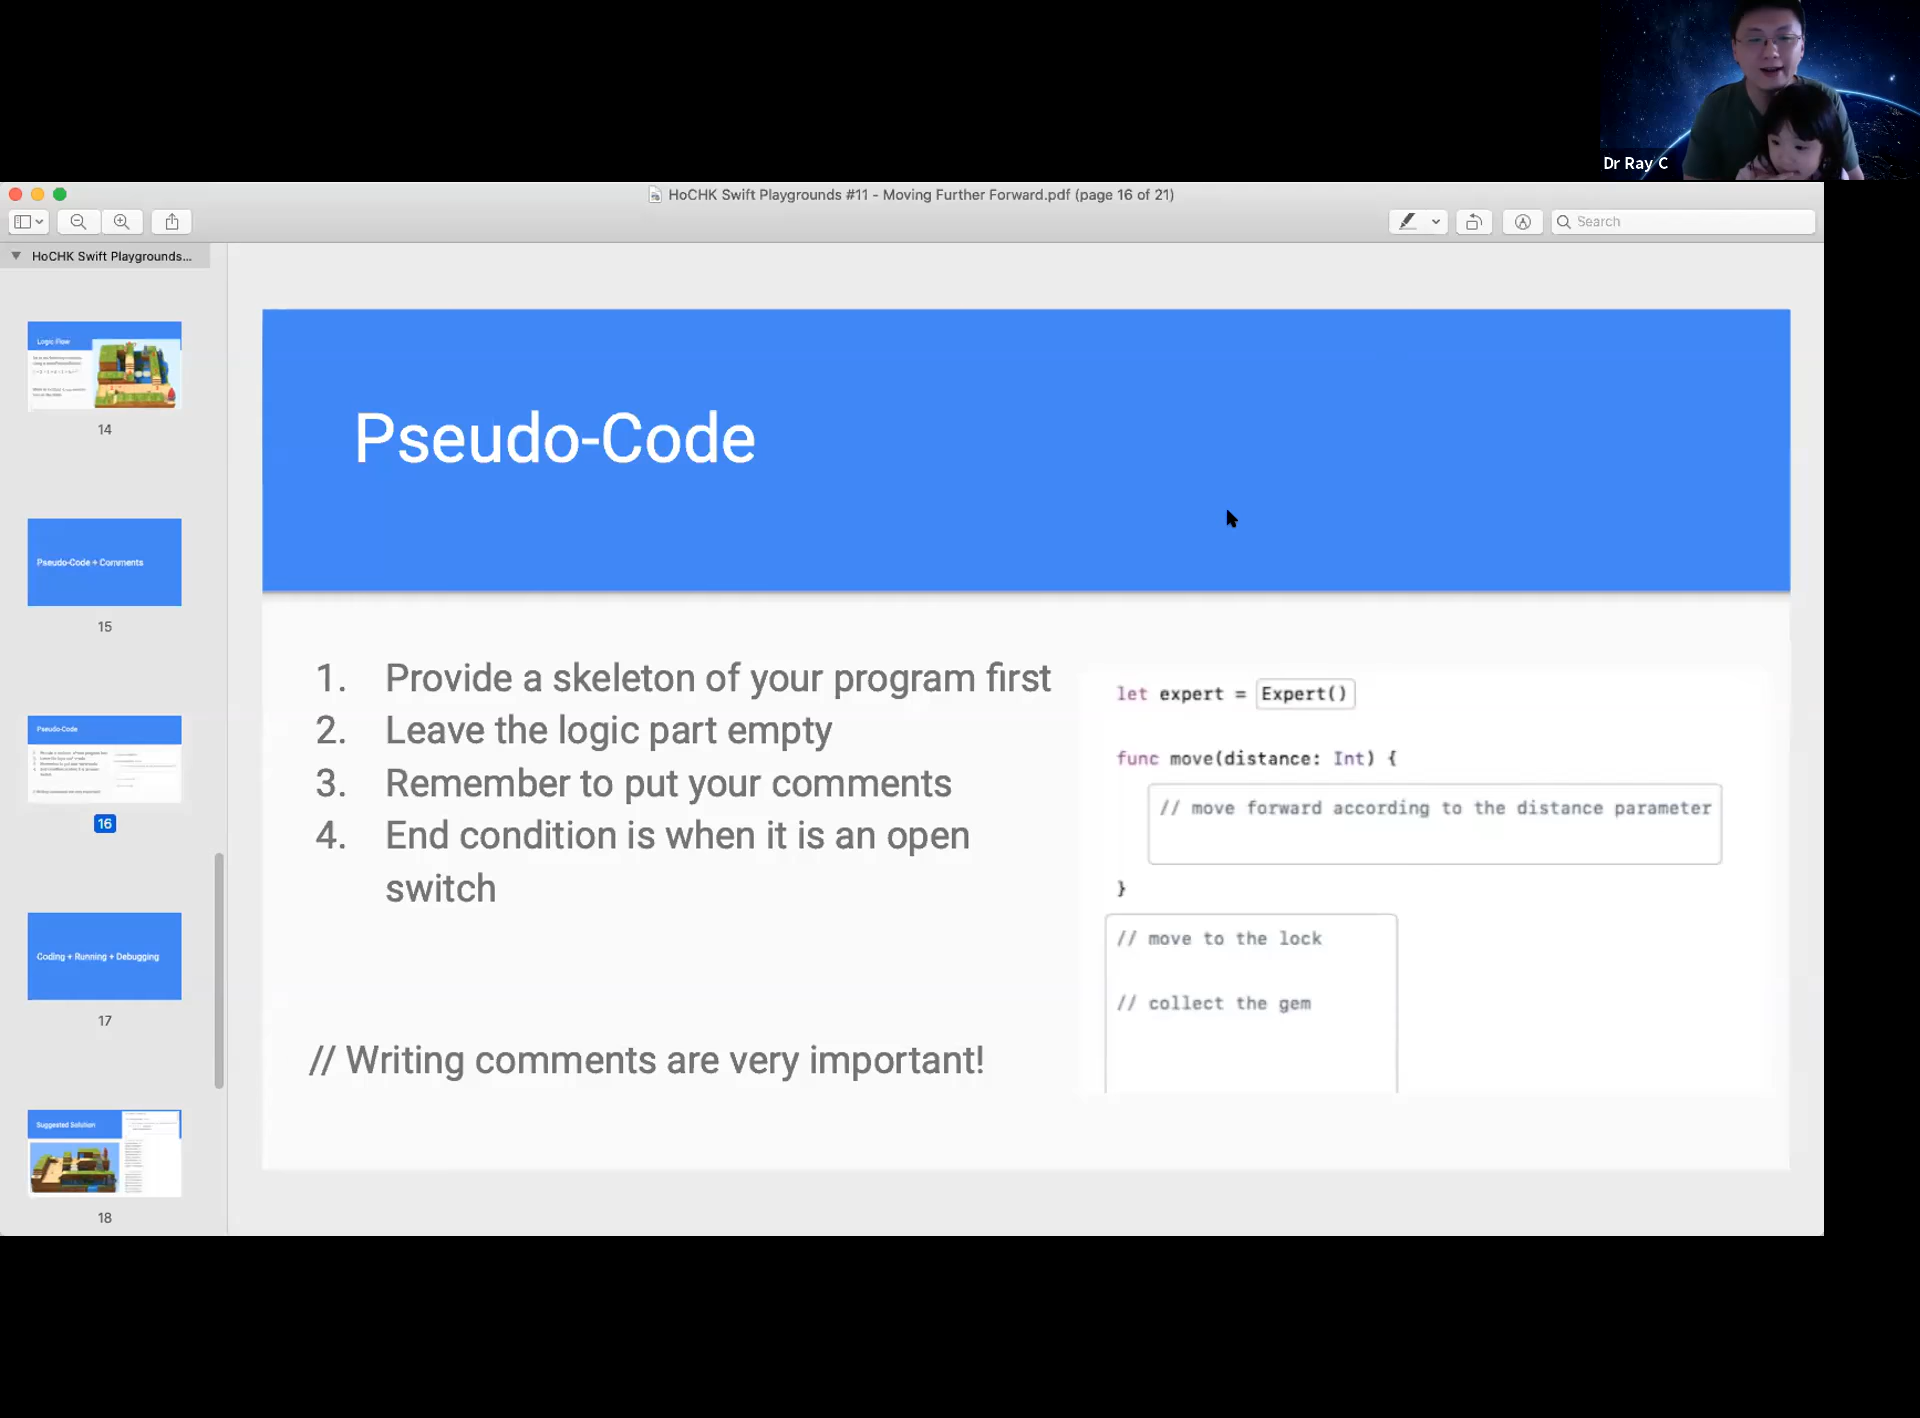 Dr Ray C
HoCHK Swift Playgrounds #11 - Moving Further Forward.pdf (page 16 of 21)
Search
HoCHK Swift Playgrounds...
Logic Flow
14
Pseudo-Code + Comments
15
Pseudo-Code
16
Coding + Running + Debugging
17
Suggested Solution
18
Pseudo-Code
1. Provide a skeleton of your program first
2. Leave the logic part empty
3. Remember to put your comments
4. End condition is when it is an open
switch
// Writing comments are very important!
let expert = Expert()
func move(distance: Int) {
// move forward according to the distance parameter
}
// move to the lock
// collect the gem